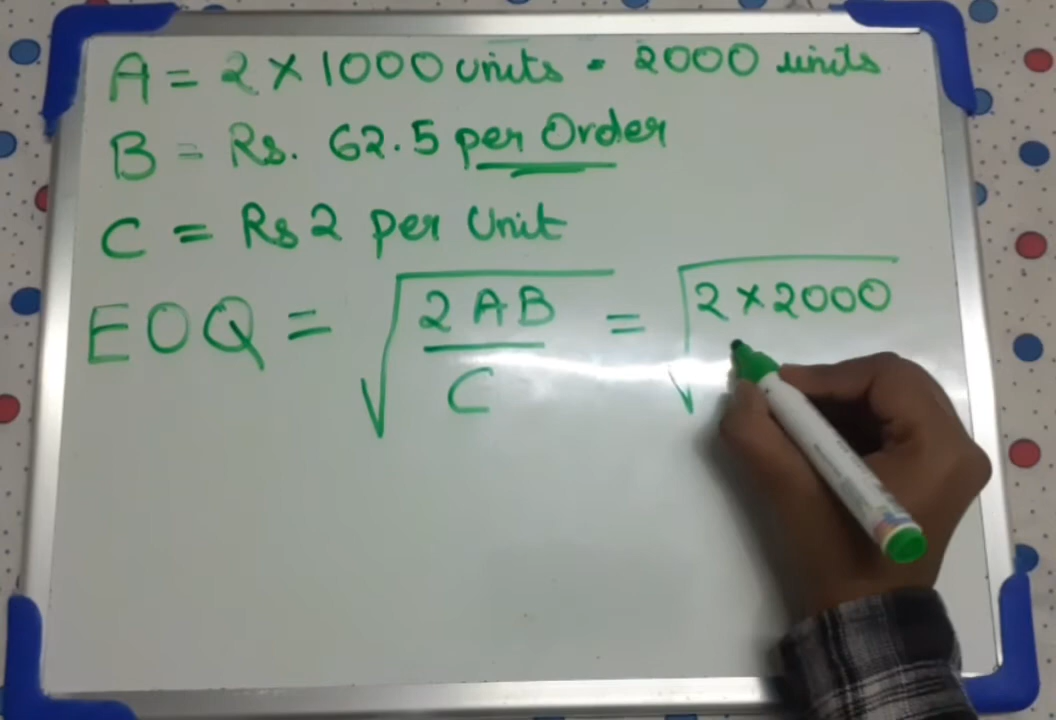 A = 2 × 1000 units = 2000 units
B = Rs. 62.5 per Order
C = Rs 2 per Unit
EOQ = √2AB/C = √2 × 2000